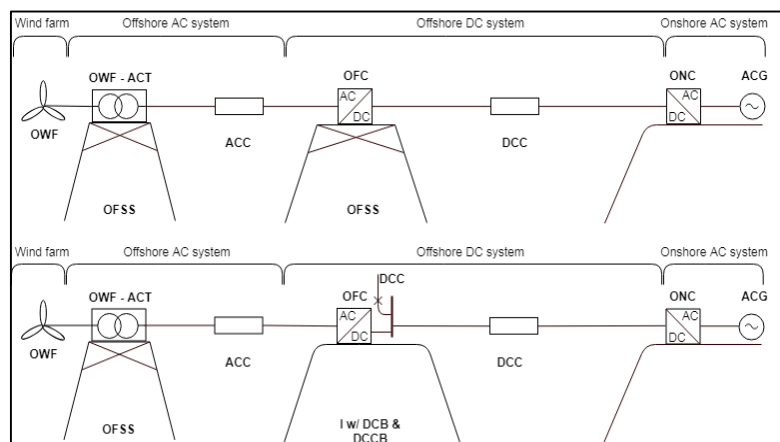 Wind farm Offshore AC system Offshore DC system Onshore AC system
OWF - ACT OFC ONC ACG
AC AC
DC DC
OWF
ACC DCC
OFSS OFSS
Wind farm Offshore AC system Offshore DC system Onshore AC system
DCC
OWF - ACT OFC ONC ACG
AC AC
DC DC
OWF
ACC DCC
OFSS I w/ DCB &
DCCB